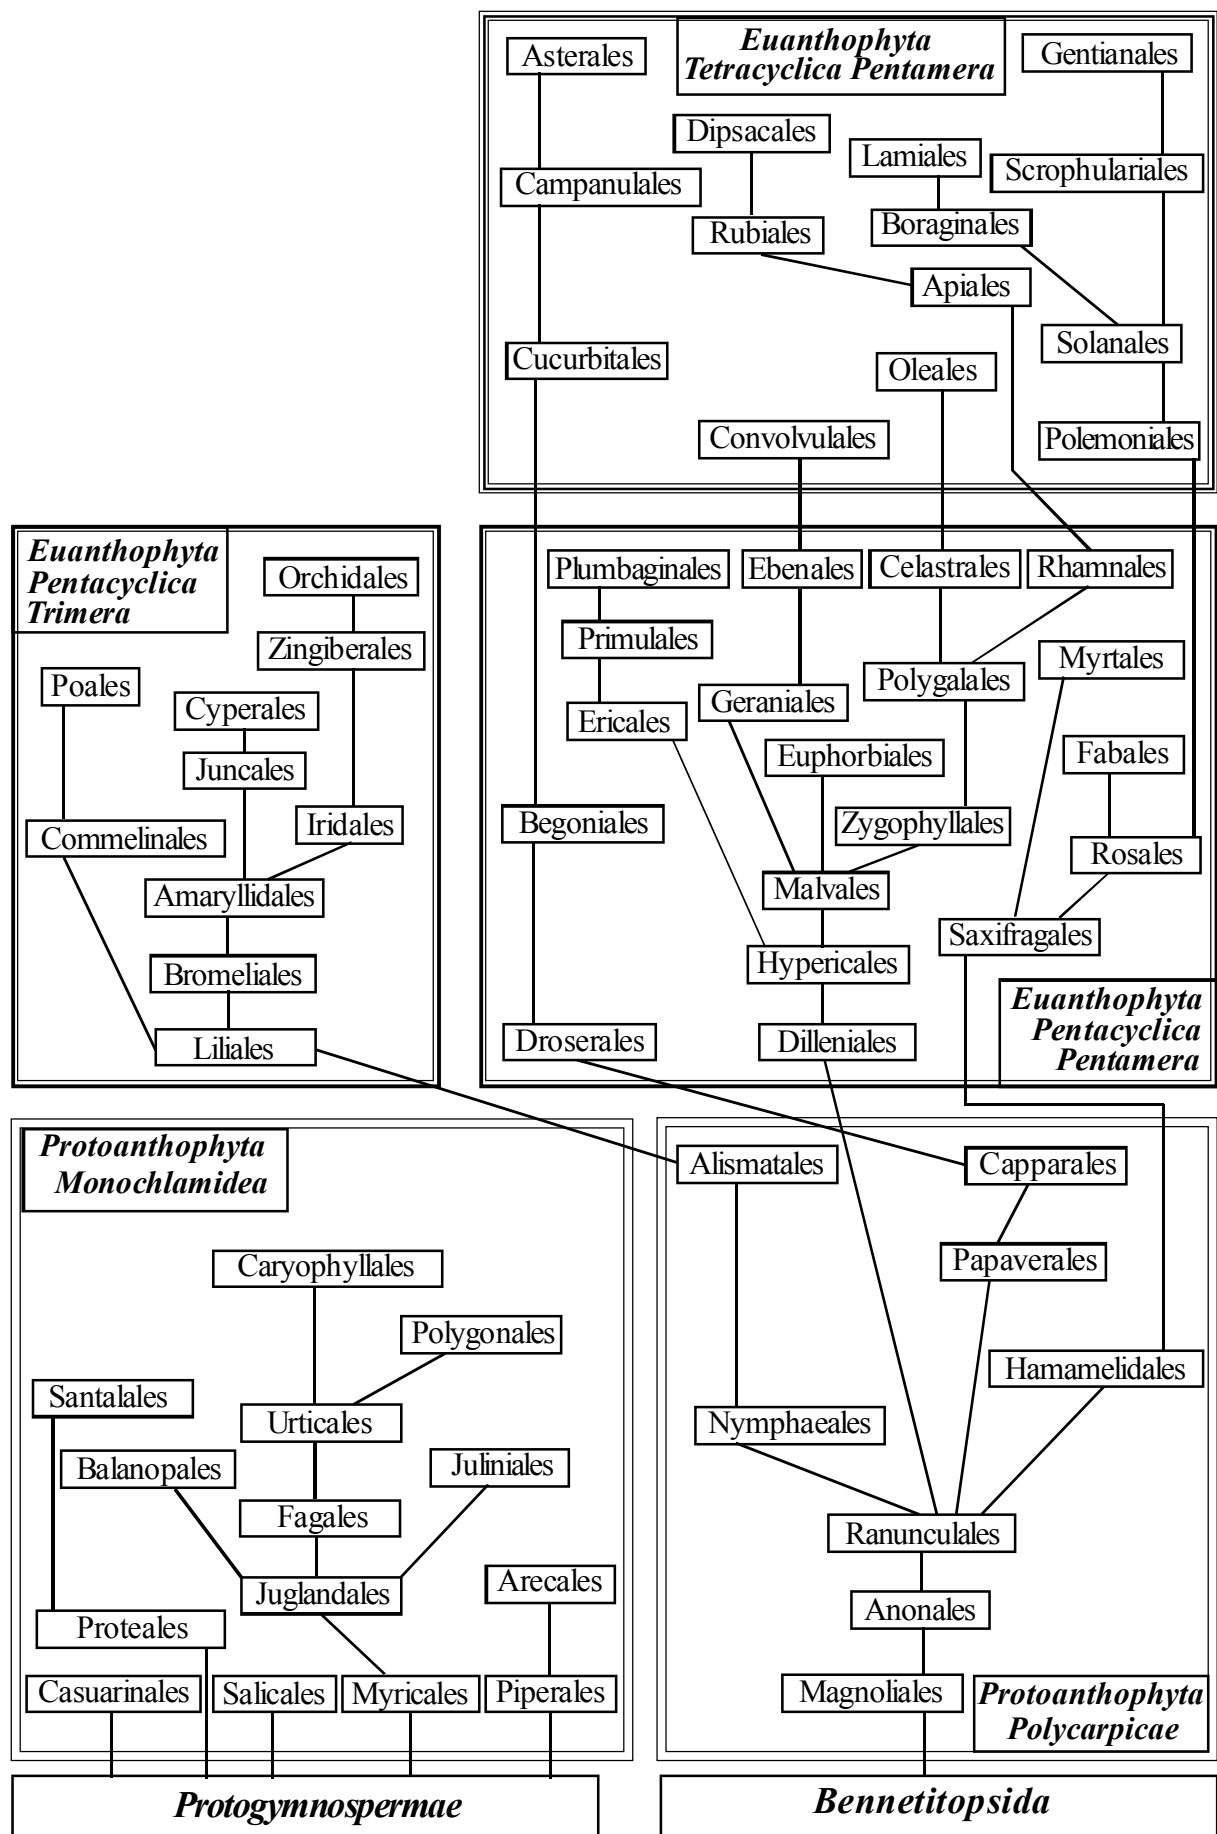 Euanthophyta
Tetracyclica Pentamera
Asterales
Gentianales
Dipsacales
Lamiales
Scrophulariales
Campanulales
Rubiales
Boraginales
Apiales
Solanales
Cucurbitales
Oleales
Convolvulales
Polemoniales
Euanthophyta
Pentacyclica
Trimera
Orchidales
Zingiberales
Poales
Cyperales
Juncales
Iridales
Commelinales
Amaryllidales
Bromeliales
Liliales
Plumbaginales
Ebenales
Celastrales
Rhamnales
Primulales
Myrtales
Polygalales
Geraniales
Ericales
Euphorbiales
Fabales
Begoniales
Zygophyllales
Rosales
Malvales
Saxifragales
Hypericales
Droserales
Dilleniales
Euanthophyta
Pentacyclica
Pentamera
Protoanthophyta
Monochlamidea
Caryophyllales
Polygonales
Santalales
Urticales
Balanopales
Juliniales
Fagales
Juglandales
Arecales
Proteales
Casuarinales
Salicales
Myricales
Piperales
Alismatales
Capparales
Papaverales
Hamamelidales
Nymphaeales
Ranunculales
Anonales
Magnoliales
Protoanthophyta
Polycarpicae
Protogymnospermae
Bennetitopsida